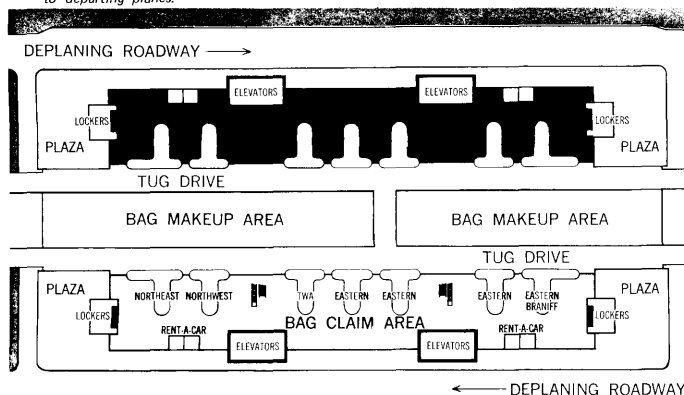 to departing planes.
DEPLANING ROADWAY
ELEVATORS
ELEVATORS
LOCKERS
LOCKERS
PLAZA
PLAZA
TUG DRIVE
BAG MAKEUP AREA
BAG MAKEUP AREA
TUG DRIVE
PLAZA
PLAZA
NORTHEAST
NORTHWEST
TWA
EASTERN
EASTERN
EASTERN
EASTERN
BRANIFF
LOCKERS
LOCKERS
BAG CLAIM AREA
RENT-A-CAR
RENT-A-CAR
ELEVATORS
ELEVATORS
DEPLANING ROADWAY